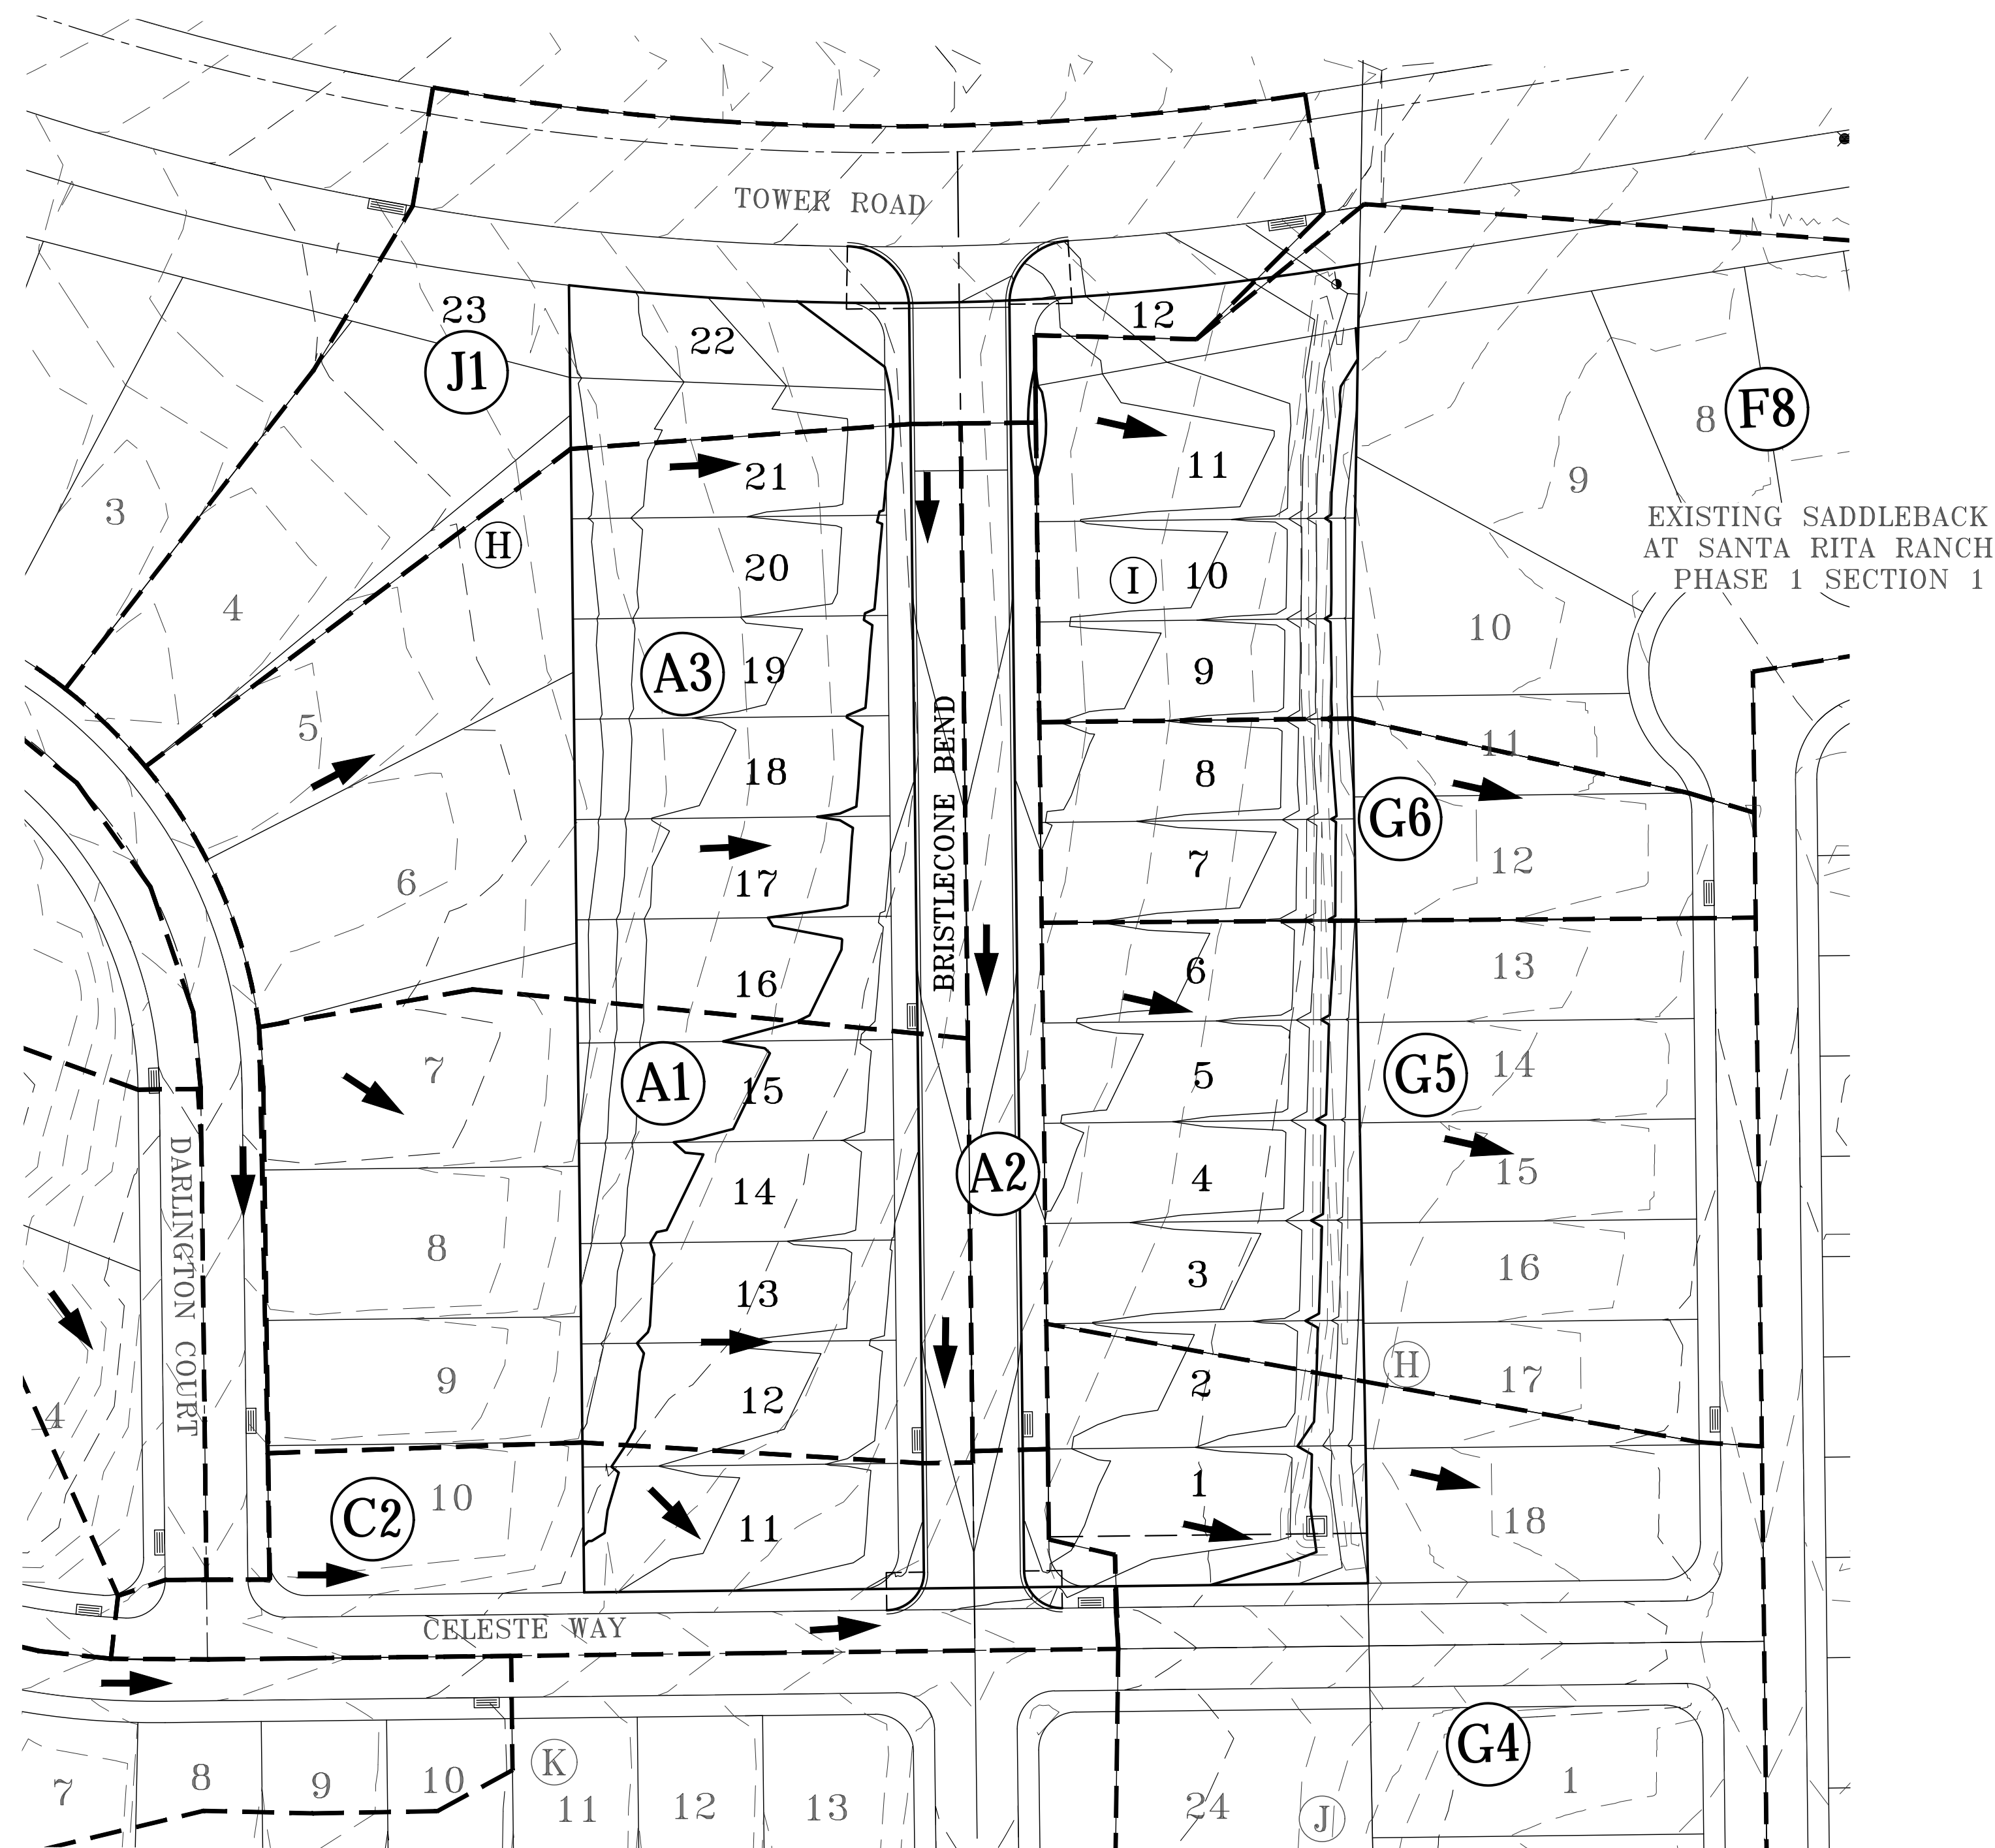 TOWER ROAD
23
J1
22
12
F8
8
21
11
9
3
EXISTING SADDLEBACK
AT SANTA RITA RANCH
PHASE 1 SECTION 1
H
20
I
10
4
10
A3
19
9
5
11
18
8
G6
BRISTLECONE BEND
6
17
7
12
16
6
13
7
A1
15
5
G5
14
A2
14
4
15
DARLINGTON COURT
8
13
3
16
9
12
2
H
17
4
C2
10
11
1
18
CELESTE WAY
G4
7
8
9
10
K
11
12
13
24
J
1